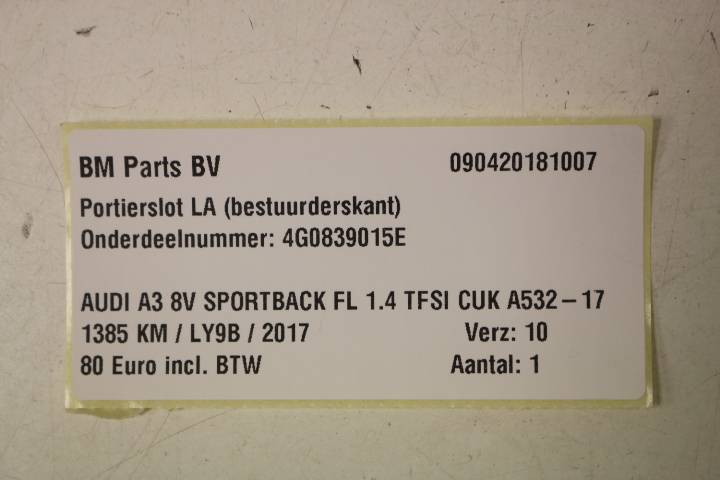 BM Parts BV 090420181007
Portierslot LA (bestuurderskant)
Onderdeelnummer: 4G0839015E
AUDI A3 8V SPORTBACK FL 1.4 TFSI CUK A532-17
1385 KM / LY9B / 2017 Verz: 10
80 Euro incl. BTW Aantal: 1